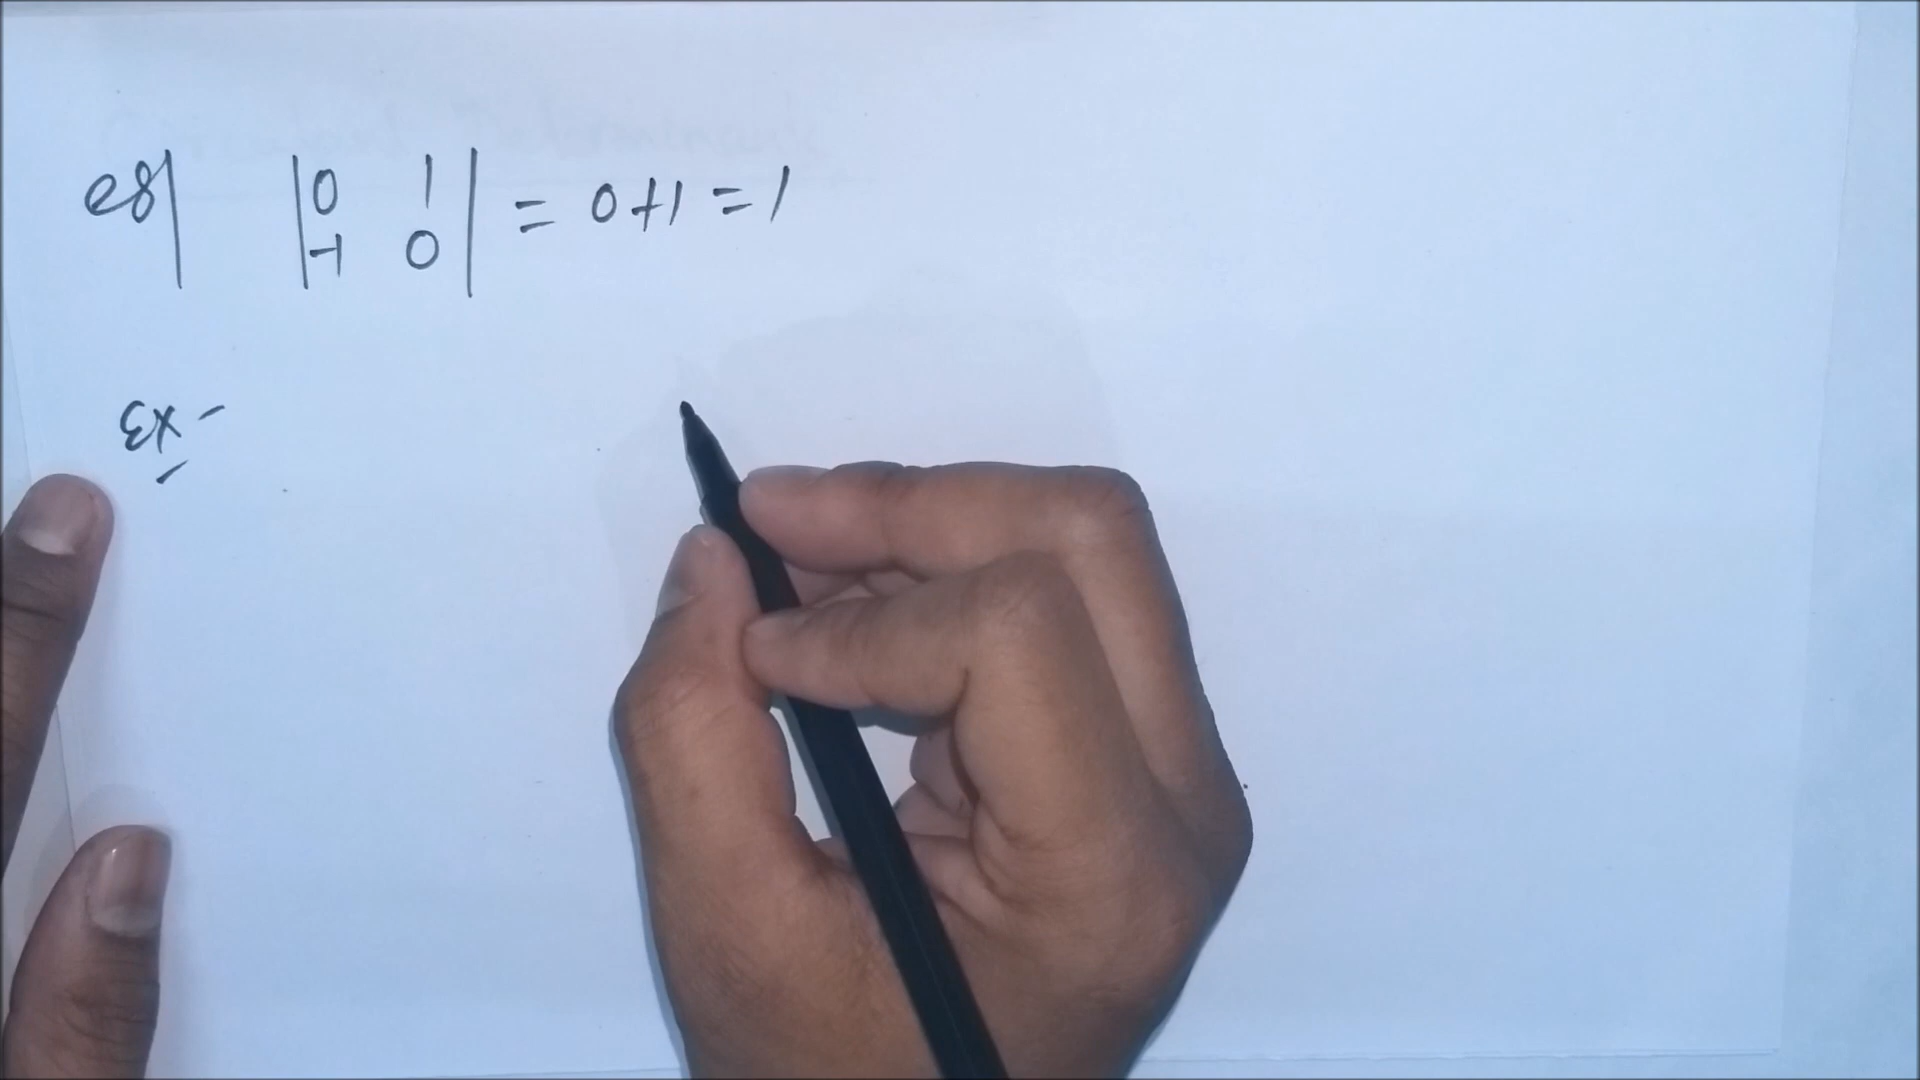 eg| |0 1| = 0+1 = 1
|-1 0|
Ex -